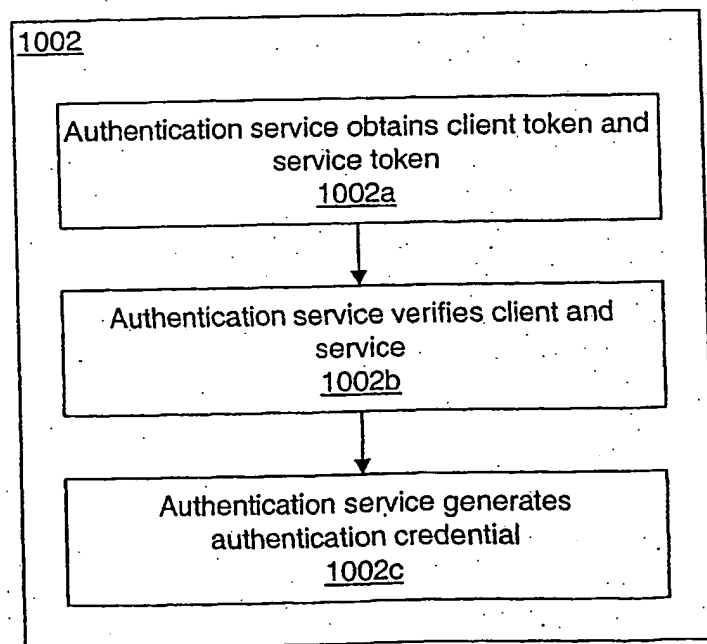 1002
Authentication service obtains client token and
service token
1002a
Authentication service verifies client and
service
1002b
Authentication service generates
authentication credential
1002c